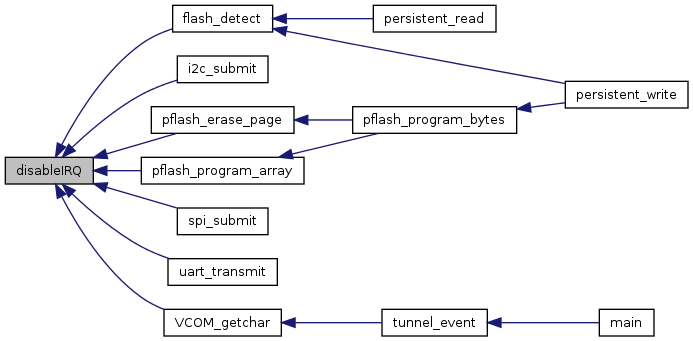 flash_detect
persistent_read
i2c_submit
persistent_write
pflash_erase_page
pflash_program_bytes
disableIRQ
pflash_program_array
spi_submit
uart_transmit
VCOM_getchar
tunnel_event
main